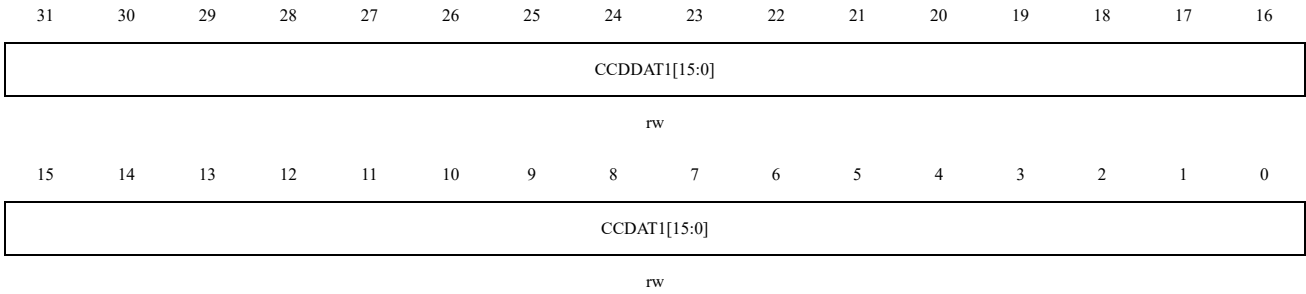 31 30 29 28 27 26 25 24 23 22 21 20 19 18 17 16
CCDDAT1[15:0]
rw
15 14 13 12 11 10 9 8 7 6 5 4 3 2 1 0
CCDAT1[15:0]
rw